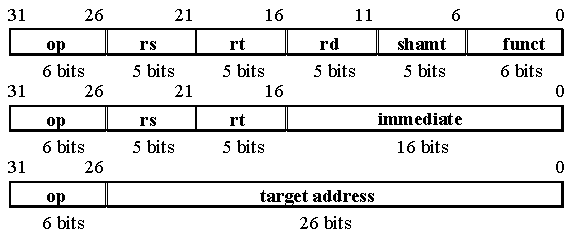 31 26 21 16 11 6 0
op rs rt rd shamt funct
6 bits 5 bits 5 bits 5 bits 5 bits 6 bits
31 26 21 16 0
op rs rt immediate
6 bits 5 bits 5 bits 16 bits
31 26 0
op target address
6 bits 26 bits